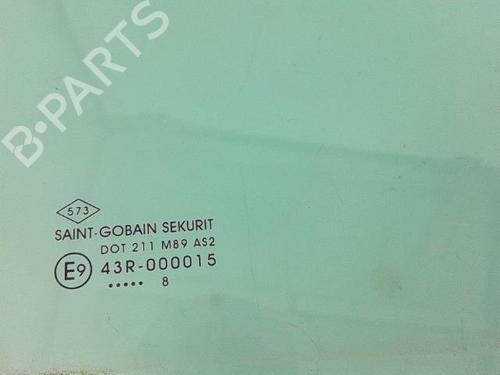 B-PARTS
573
SAINT-GOBAIN SEKURIT
DOT 211 M89 AS2
E9 43R-000015
..... 8